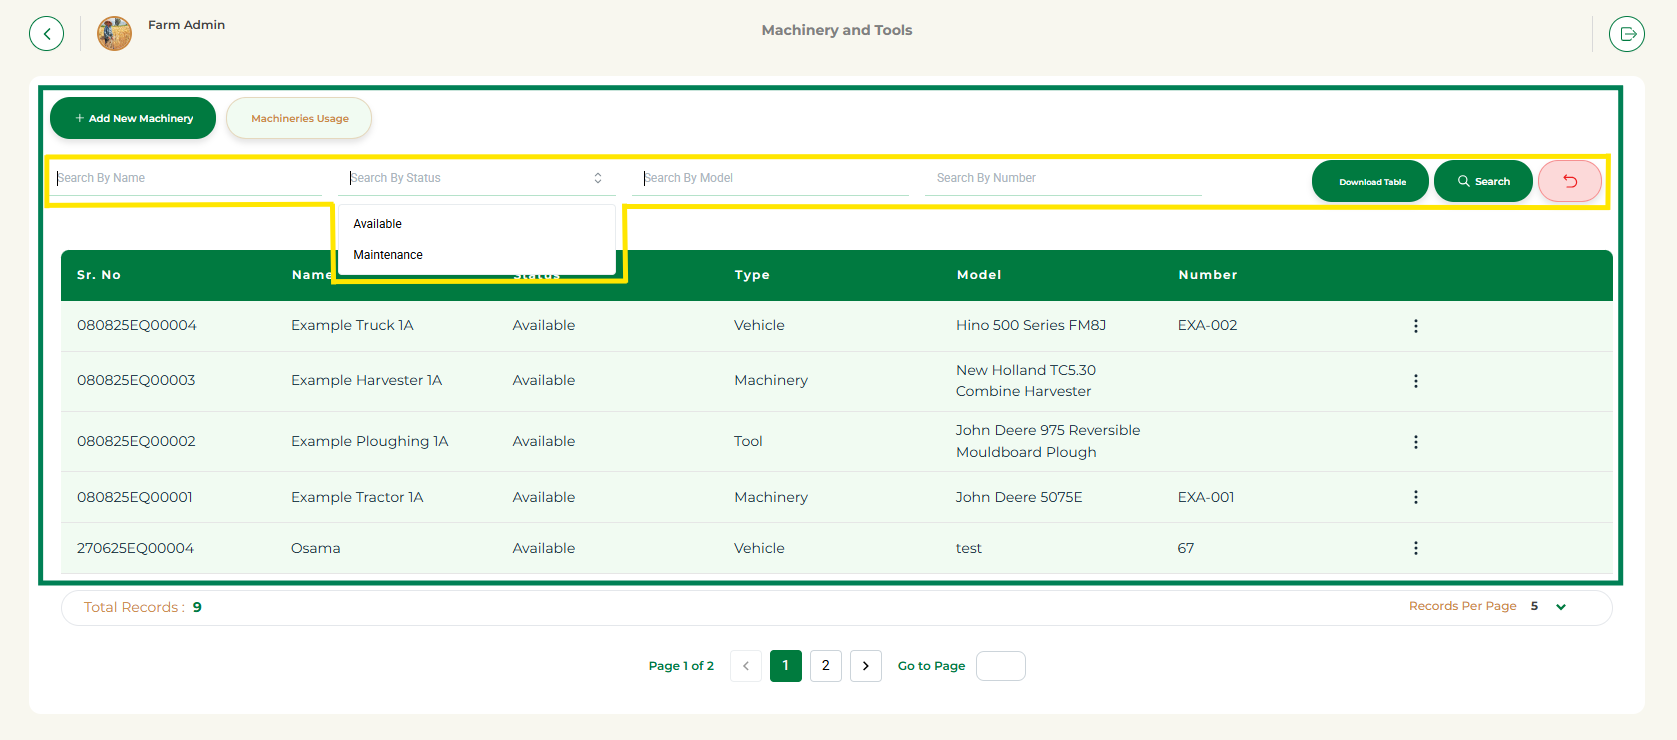 Farm Admin
Machinery and Tools
+ Add New Machinery
Machineries Usage
Search By Name
Search By Status
Search By Model
Search By Number
Download Table
Search
Available
Maintenance
Sr. No
Name
Status
Type
Model
Number
080825EQ00004
Example Truck 1A
Available
Vehicle
Hino 500 Series FM8J
EXA-002
080825EQ00003
Example Harvester 1A
Available
Machinery
New Holland TC5.30
Combine Harvester
080825EQ00002
Example Ploughing 1A
Available
Tool
John Deere 975 Reversible
Mouldboard Plough
080825EQ00001
Example Tractor 1A
Available
Machinery
John Deere 5075E
EXA-001
270625EQ00004
Osama
Available
Vehicle
test
67
Total Records : 9
Records Per Page 5
Page 1 of 2
1
2
Go to Page